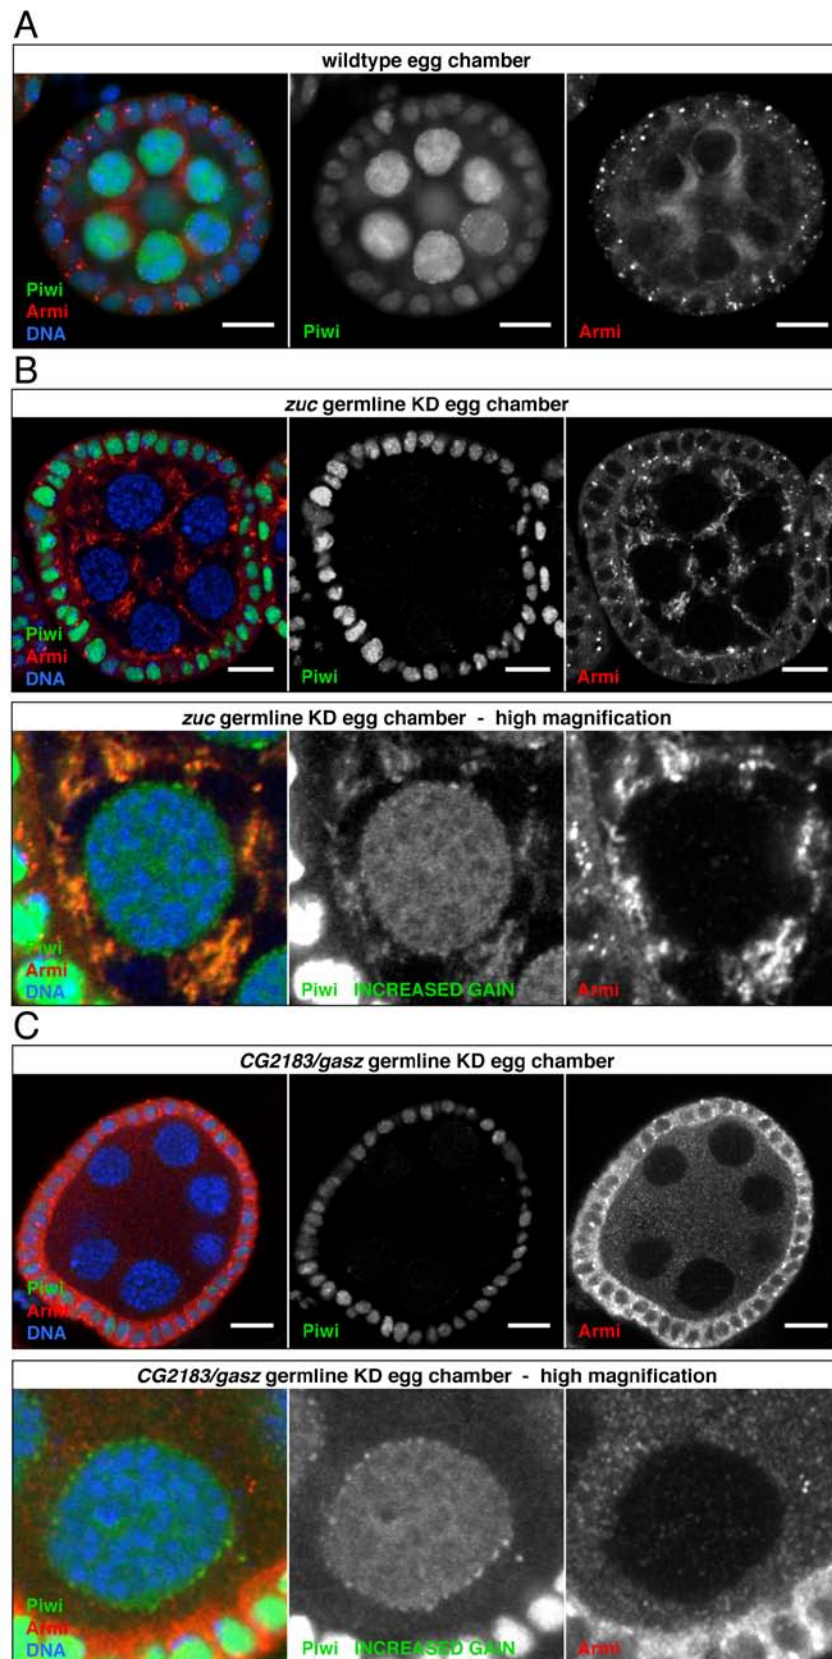 A
wildtype egg chamber
Piwi
Armi
DNA
Piwi
Armi
B
zuc germline KD egg chamber
Piwi
Armi
DNA
Piwi
Armi
zuc germline KD egg chamber - high magnification
Piwi
Armi
DNA
Piwi INCREASED GAIN
Armi
C
CG2183/gasz germline KD egg chamber
Piwi
Armi
DNA
Piwi
Armi
CG2183/gasz germline KD egg chamber - high magnification
Piwi
Armi
DNA
Piwi INCREASED GAIN
Armi